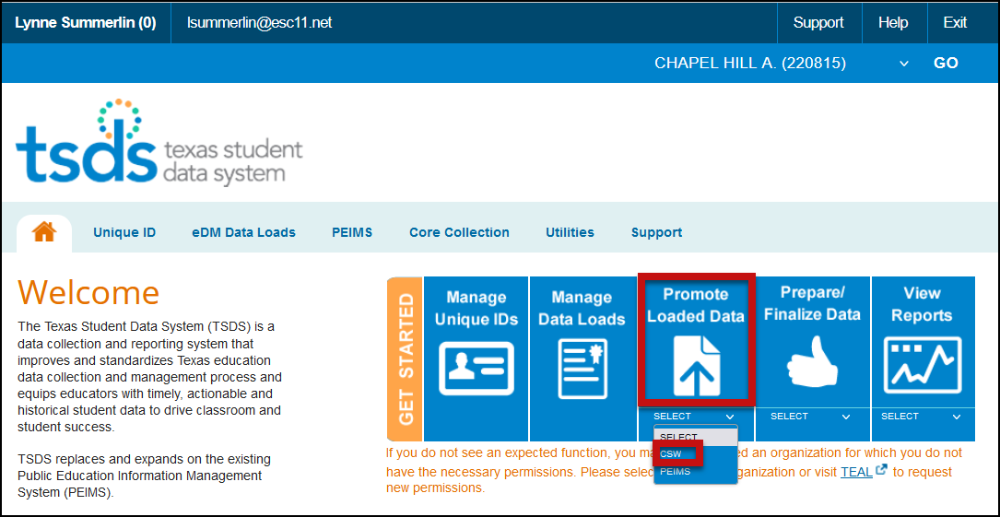 Lynne Summerlin (0) lsummerlin@esc11.net Support Help Exit
CHAPEL HILL A. (220815) GO
tsds texas student
data system
Unique ID eDM Data Loads PEIMS Core Collection Utilities Support
Welcome
The Texas Student Data System (TSDS) is a
data collection and reporting system that
improves and standardizes Texas education
data collection and management process and
equips educators with timely, actionable and
historical student data to drive classroom and
student success.
TSDS replaces and expands on the existing
Public Education Information Management
System (PEIMS).
GET STARTED
Manage
Unique IDs
Manage
Data Loads
Promote
Loaded Data
SELECT
SELECT
CSW
PEIMS
Prepare/
Finalize Data
SELECT
View
Reports
SELECT
If you do not see an expected function, you ed an organization for which you do not
have the necessary permissions. Please selec ganization or visit TEAL to request
new permissions.